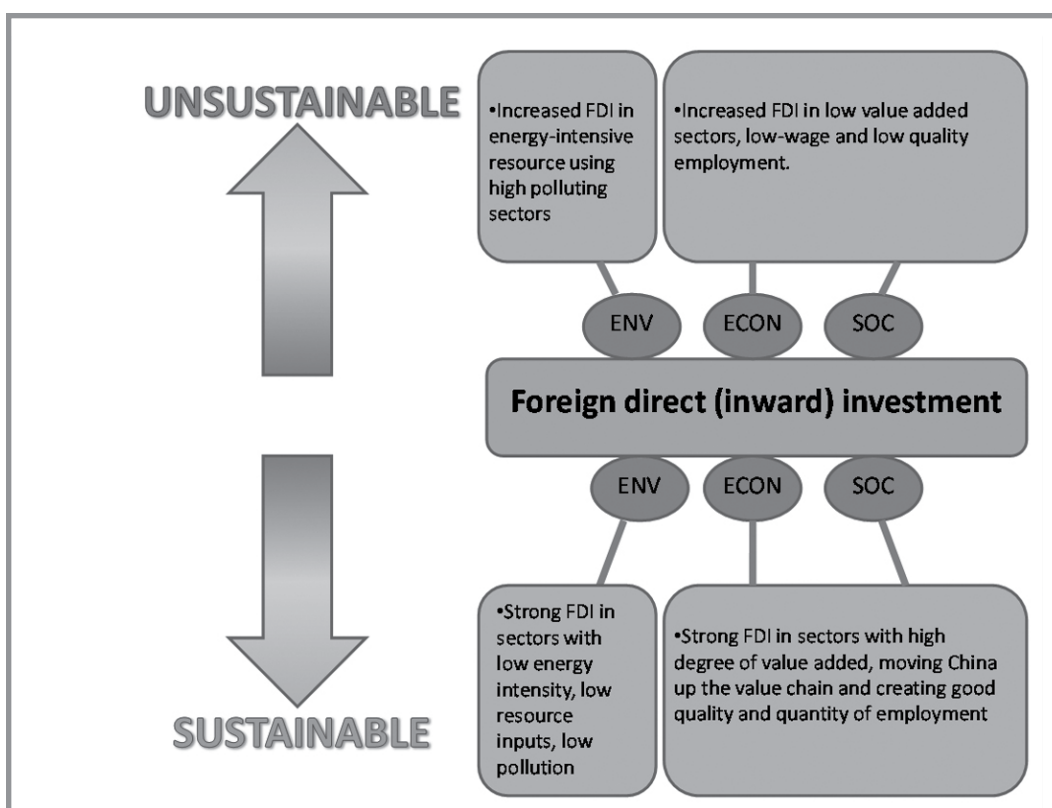 UNSUSTAINABLE
•Increased FDI in
energy-intensive
resource using
high polluting
sectors
•Increased FDI in low value added
sectors, low-wage and low quality
employment.
ENV
ECON
SOC
Foreign direct (inward) investment
ENV
ECON
SOC
•Strong FDI in
sectors with
low energy
intensity, low
resource
inputs, low
pollution
•Strong FDI in sectors with high
degree of value added, moving China
up the value chain and creating good
quality and quantity of employment
SUSTAINABLE